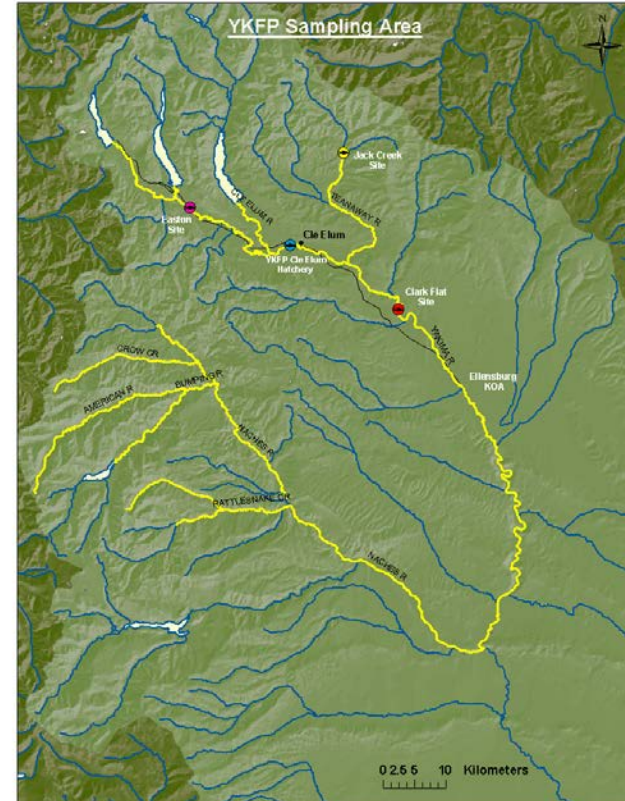 YKFP Sampling Area
N
Jack Creek
Site
TEANAWAY R.
CLE ELUM R.
Easton
Site
Cle Elum
YKFP Cle Elum
Hatchery
Clark Flat
Site
YAKIMA R.
Ellensburg
KOA
CROW CR.
AMERICAN R.
BUMPING R.
NACHES R.
RATTLESNAKE CR.
NACHES R.
0 2.5 5 10 Kilometers